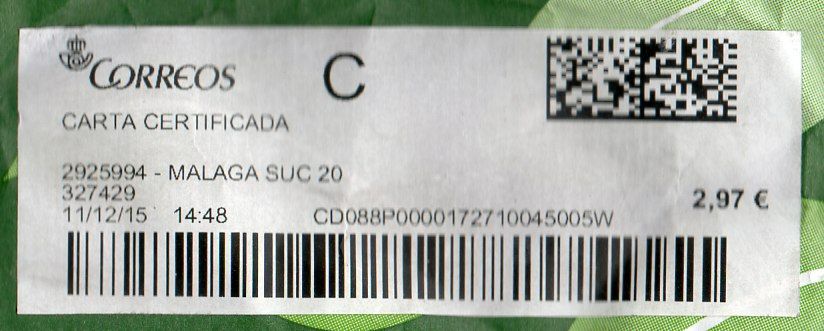 CORREOS
C
CARTA CERTIFICADA
2925994 - MALAGA SUC 20
327429
2,97 €
11/12/15 14:48 CD088P0000172710045005W